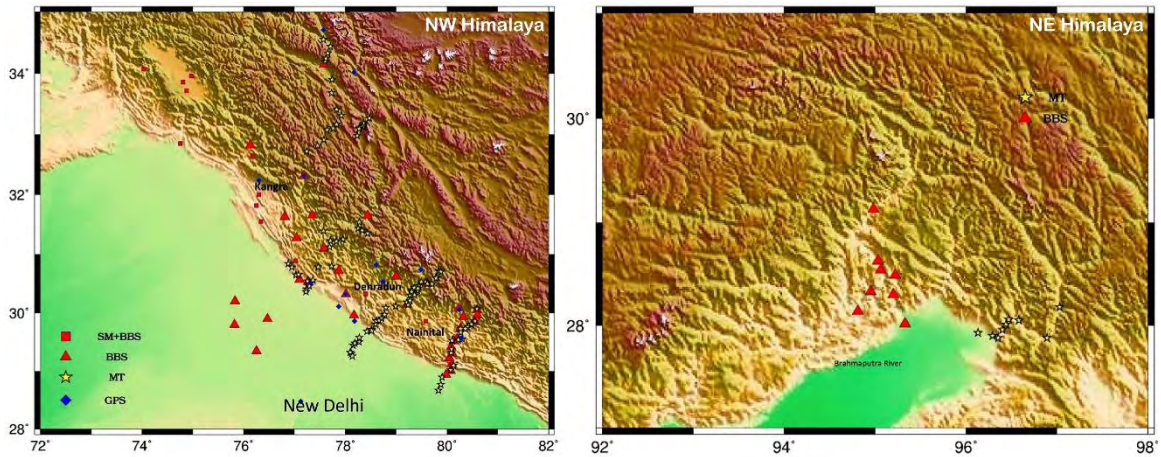 NW Himalaya
34°
32°
30°
28°
Kangra
Dehradun
Nainital
New Delhi
SM+BBS
BBS
MT
GPS
72°
74°
76°
78°
80°
82°
NE Himalaya
MT
BBS
30°
28°
Brahmaputra River
92°
94°
96°
98°